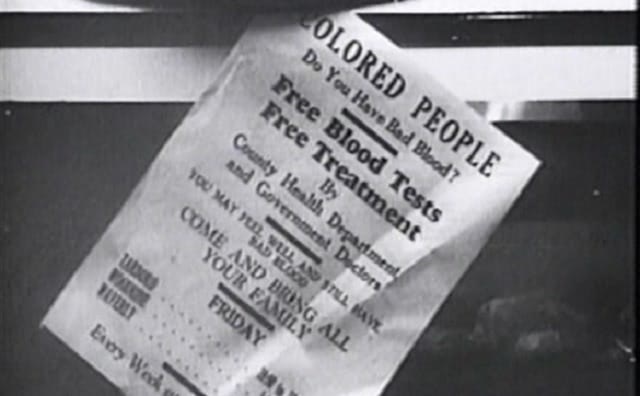 COLORED PEOPLE
Do You Have Bad Blood?
Free Blood Tests
Free Treatment
By
County Health Department
and Government Doctors
YOU MAY FEEL WELL AND STILL HAVE
BAD BLOOD
COME AND BRING ALL
YOUR FAMILY
FRIDAY
Every Week